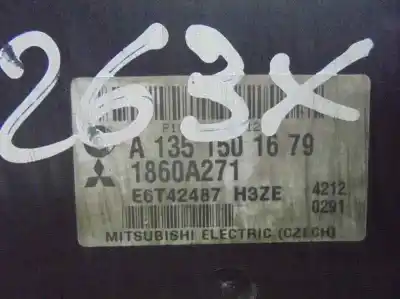 263X
A 135 150 16 79
1860A271
E6T42487 H3ZE 4212
0291
MITSUBISHI ELECTRIC (CZECH)